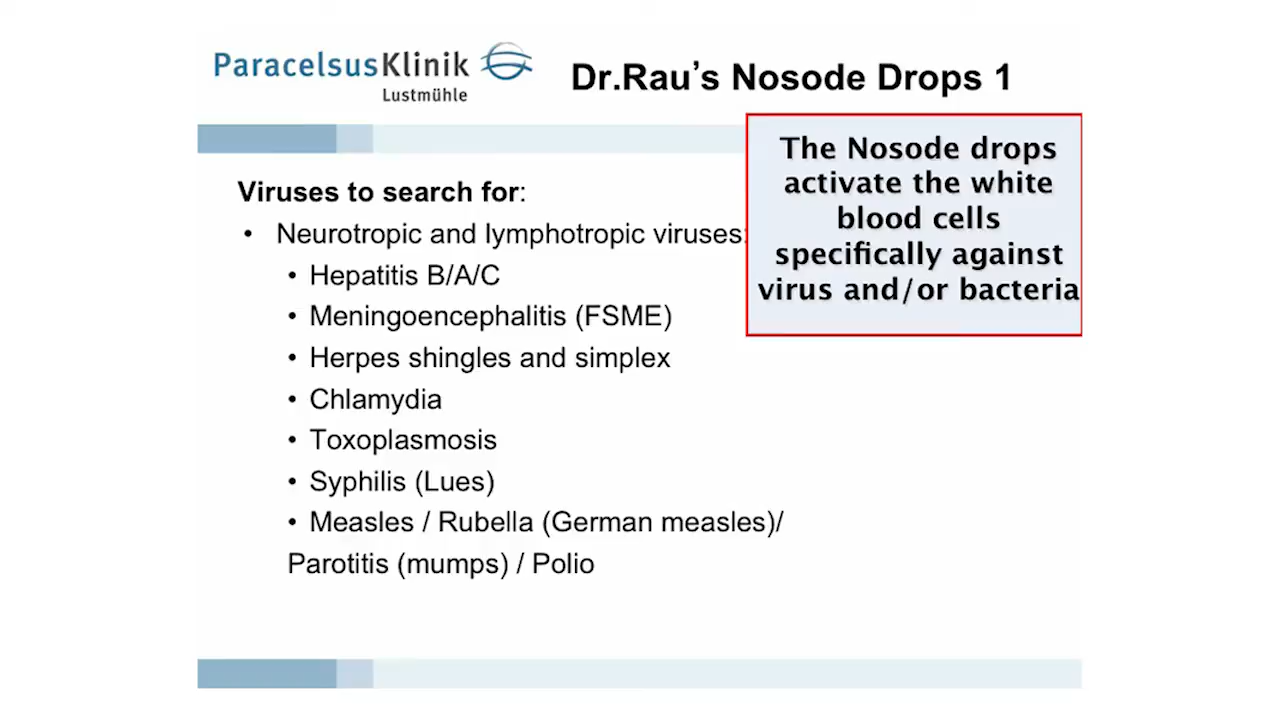 ParacelsusKlinik
Lustmühle
Dr.Rau's Nosode Drops 1
The Nosode drops
activate the white
blood cells
specifically against
virus and/or bacteria
Viruses to search for:
• Neurotropic and lymphotropic viruses:
• Hepatitis B/A/C
• Meningoencephalitis (FSME)
• Herpes shingles and simplex
• Chlamydia
• Toxoplasmosis
• Syphilis (Lues)
• Measles / Rubella (German measles)/
Parotitis (mumps) / Polio